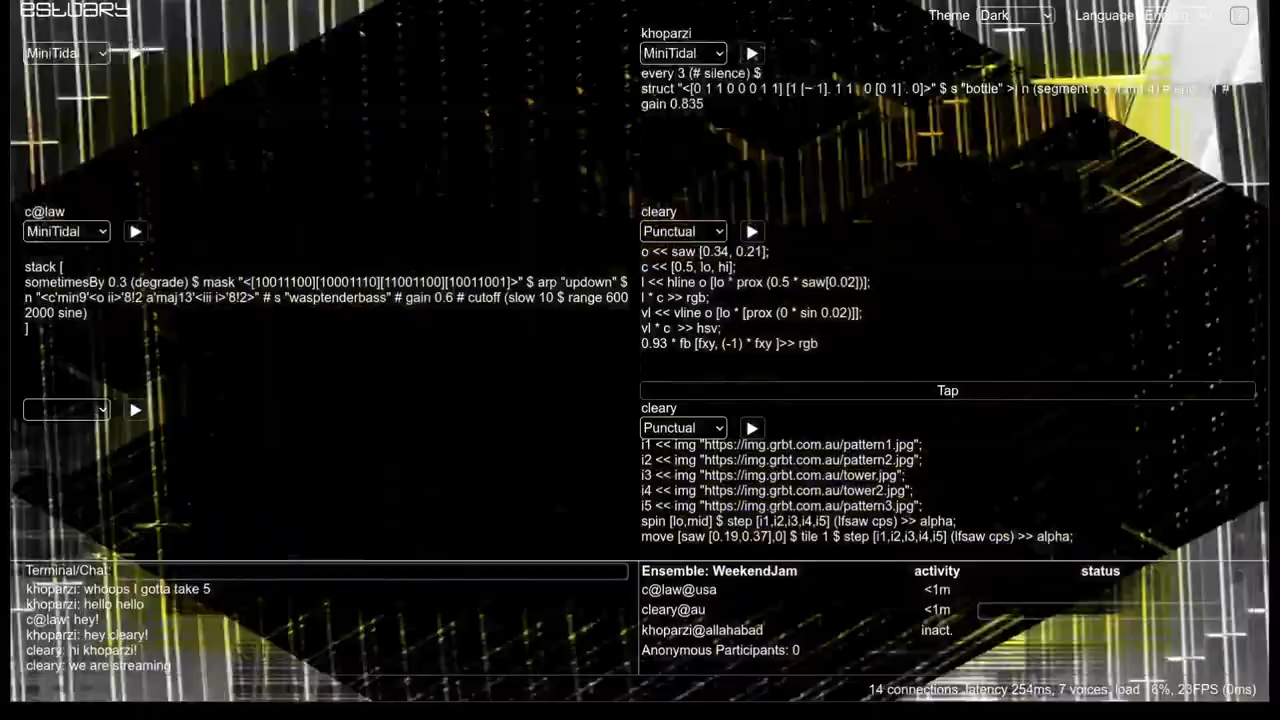 estuary
Theme Dark Language English ?
MiniTidal
khoparzi
MiniTidal
every 3 (# silence) $
struct "<[0 1 1 0 0 0 1 1] [1 [~ 1]. 1 1 . 0 [0 1] . 0]>" $ s "bottle" >| n (segment
gain 0.835
c@law
MiniTidal
stack [
sometimesBy 0.3 (degrade) $ mask "<[10011100][10001110][11001100][10011001]>" $ arp "updown" $
n "<c'min9'<o ii>'8!2 a'maj13'<iii i>'8!2>" # s "wasptenderbass" # gain 0.6 # cutoff (slow 10 $ range 600
2000 sine)
]
cleary
Punctual
o << saw [0.34, 0.21];
c << [0.5, lo, hi];
l << hline o [lo * prox (0.5 * saw[0.02])];
l * c >> rgb;
vl << vline o [lo * [prox (0 * sin 0.02)]];
vl * c >> hsv;
0.93 * fb [fxy, (-1) * fxy ]>> rgb
Tap
cleary
Punctual
i1 << img "https://img.grbt.com.au/pattern1.jpg";
i2 << img "https://img.grbt.com.au/pattern2.jpg";
i3 << img "https://img.grbt.com.au/tower.jpg";
i4 << img "https://img.grbt.com.au/tower2.jpg";
i5 << img "https://img.grbt.com.au/pattern3.jpg";
spin [lo,mid] $ step [i1,i2,i3,i4,i5] (lfsaw cps) >> alpha;
move [saw [0.19,0.37],0] $ tile 1 $ step [i1,i2,i3,i4,i5] (lfsaw cps) >> alpha;
Terminal/Chat:
khoparzi: whoops I gotta take 5
khoparzi: hello hello
c@law: hey!
khoparzi: hey cleary!
cleary: hi khoparzi!
cleary: we are streaming
Ensemble: WeekendJam activity status
c@law@usa <1m
cleary@au <1m
khoparzi@allahabad inact.
Anonymous Participants: 0
14 connections, latency 254ms, 7 voices, load 6%, 23FPS (0ms)